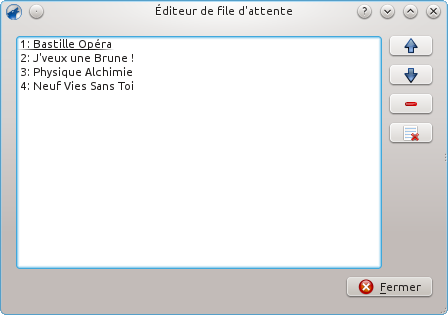 Éditeur de file d'attente
1: Bastille Opéra
2: J'veux une Brune !
3: Physique Alchimie
4: Neuf Vies Sans Toi
Fermer